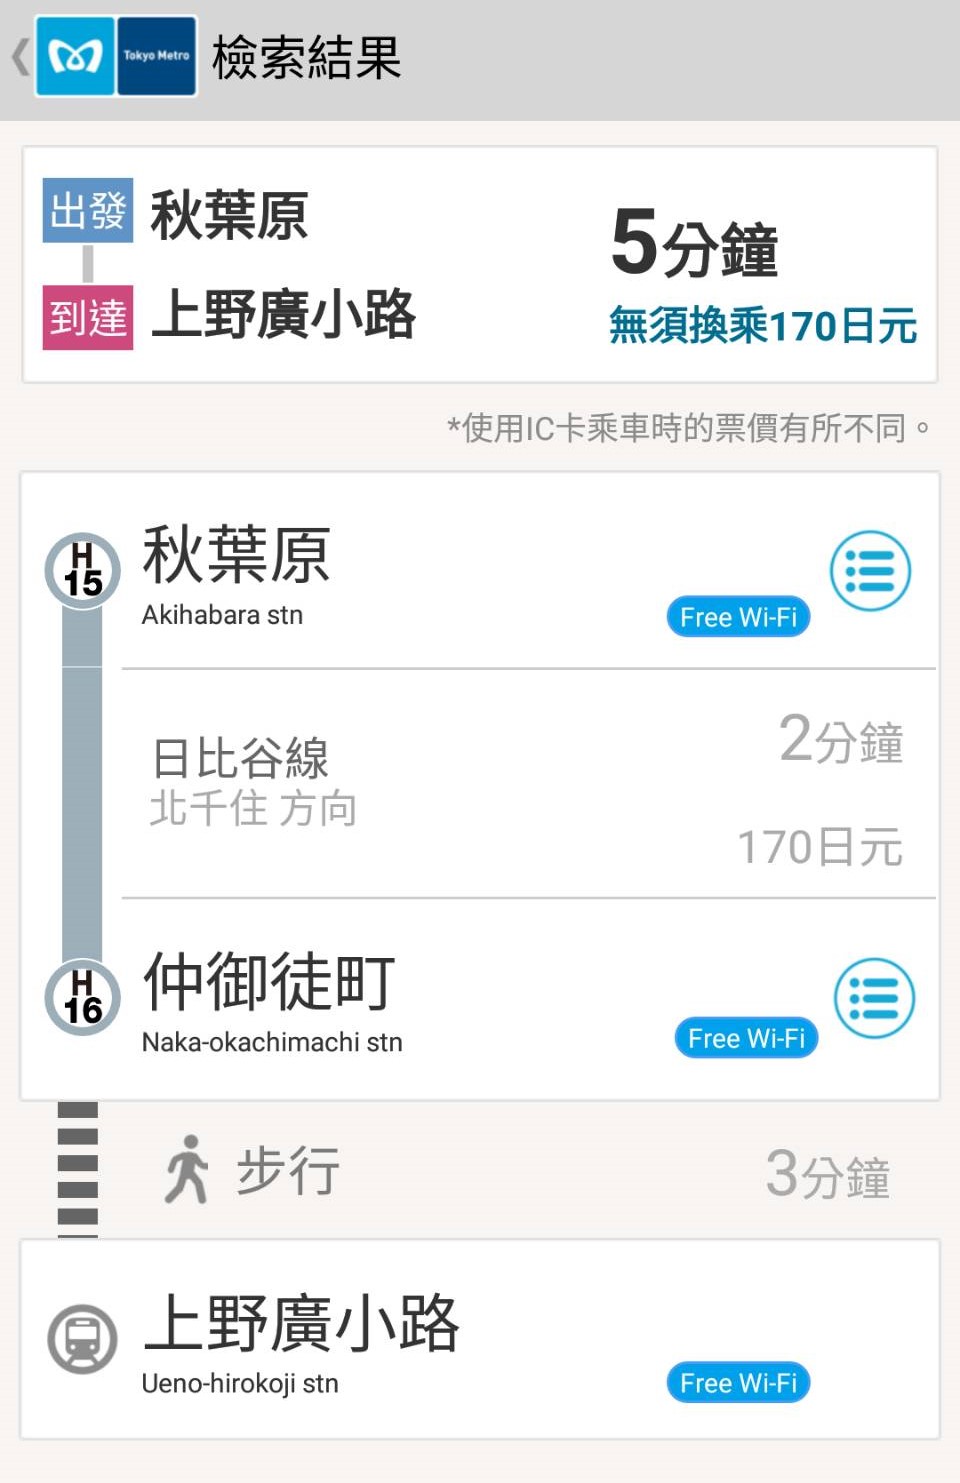 Tokyo Metro 檢索結果
出發 秋葉原
到達 上野廣小路
5分鐘
無須換乘170日元
*使用IC卡乘車時的票價有所不同。
H 15
秋葉原
Akihabara stn
Free Wi-Fi
日比谷線
北千住 方向
2分鐘
170日元
H 16
仲御徒町
Naka-okachimachi stn
Free Wi-Fi
步行
3分鐘
上野廣小路
Ueno-hirokoji stn
Free Wi-Fi